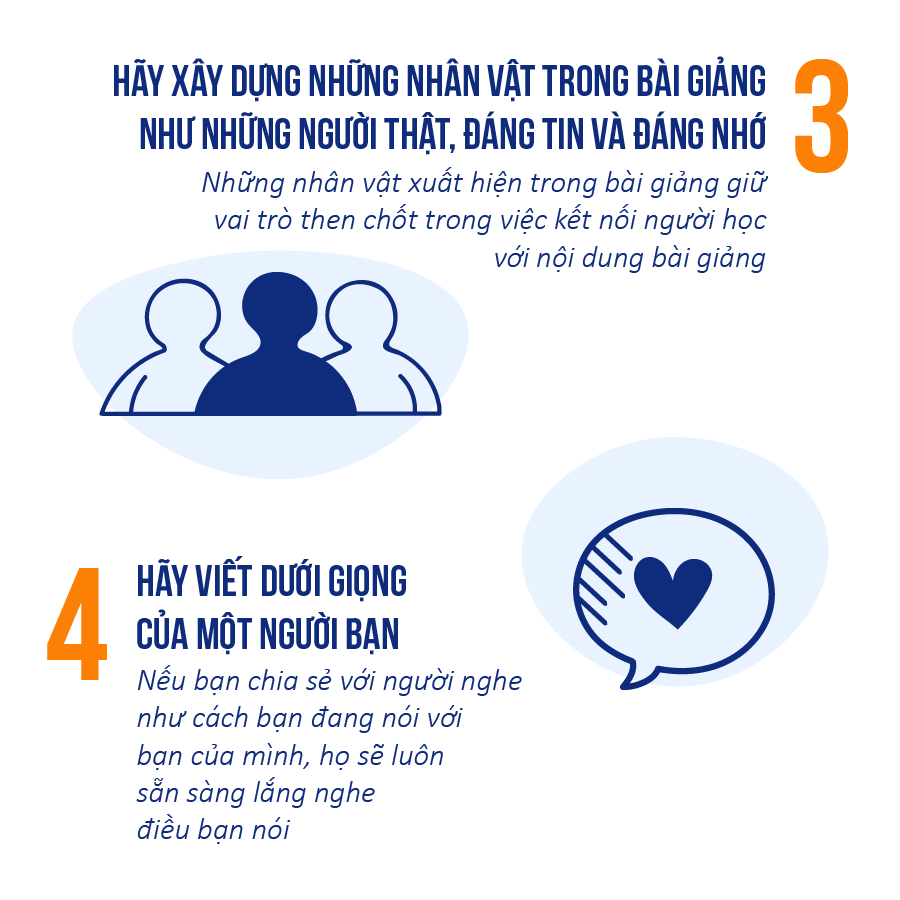 3
HÃY XÂY DỰNG NHỮNG NHÂN VẬT TRONG BÀI GIẢNG
NHƯ NHỮNG NGƯỜI THẬT, ĐÁNG TIN VÀ ĐÁNG NHỚ
Những nhân vật xuất hiện trong bài giảng giữ
vai trò then chốt trong việc kết nối người học
với nội dung bài giảng
4
HÃY VIẾT DƯỚI GIỌNG
CỦA MỘT NGƯỜI BẠN
Nếu bạn chia sẻ với người nghe
như cách bạn đang nói với
bạn của mình, họ sẽ luôn
sẵn sàng lắng nghe
điều bạn nói